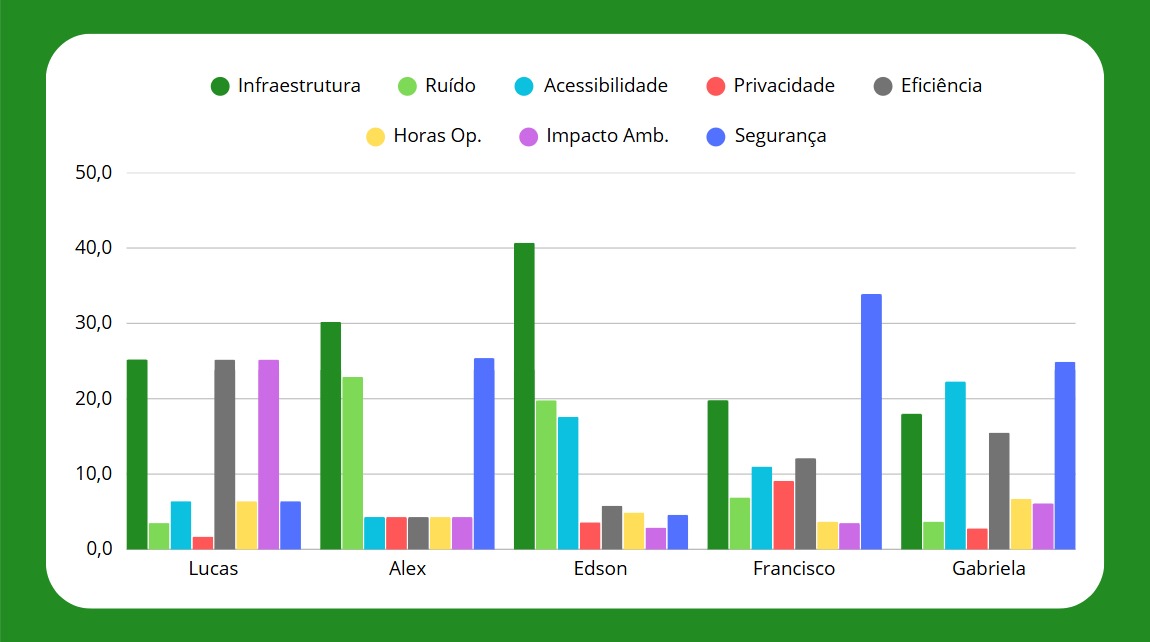 Infraestrutura Ruído Acessibilidade Privacidade Eficiência
Horas Op. Impacto Amb. Segurança
50,0
40,0
30,0
20,0
10,0
0,0
Lucas Alex Edson Francisco Gabriela